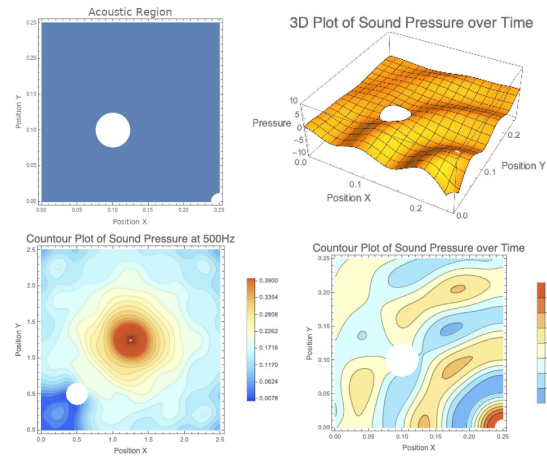 Acoustic Region
0.25
0.20
0.15
0.10
0.05
0.00
Position Y
0.00 0.05 0.10 0.15 0.20 0.25
Position X
3D Plot of Sound Pressure over Time
10
5
0
-5
-10
Pressure
0.0
0.1
0.2
Position X
0.0
0.1
0.2
Position Y
Countour Plot of Sound Pressure at 500Hz
2.5
2.0
1.5
1.0
0.5
0.0
Position Y
0.0 0.5 1.0 1.5 2.0 2.5
Position X
0.3900
0.3354
0.2808
0.2262
0.1716
0.1170
0.0624
0.0078
Countour Plot of Sound Pressure over Time
0.25
0.20
0.15
0.10
0.05
0.00
Position Y
0.00 0.05 0.10 0.15 0.20 0.25
Position X